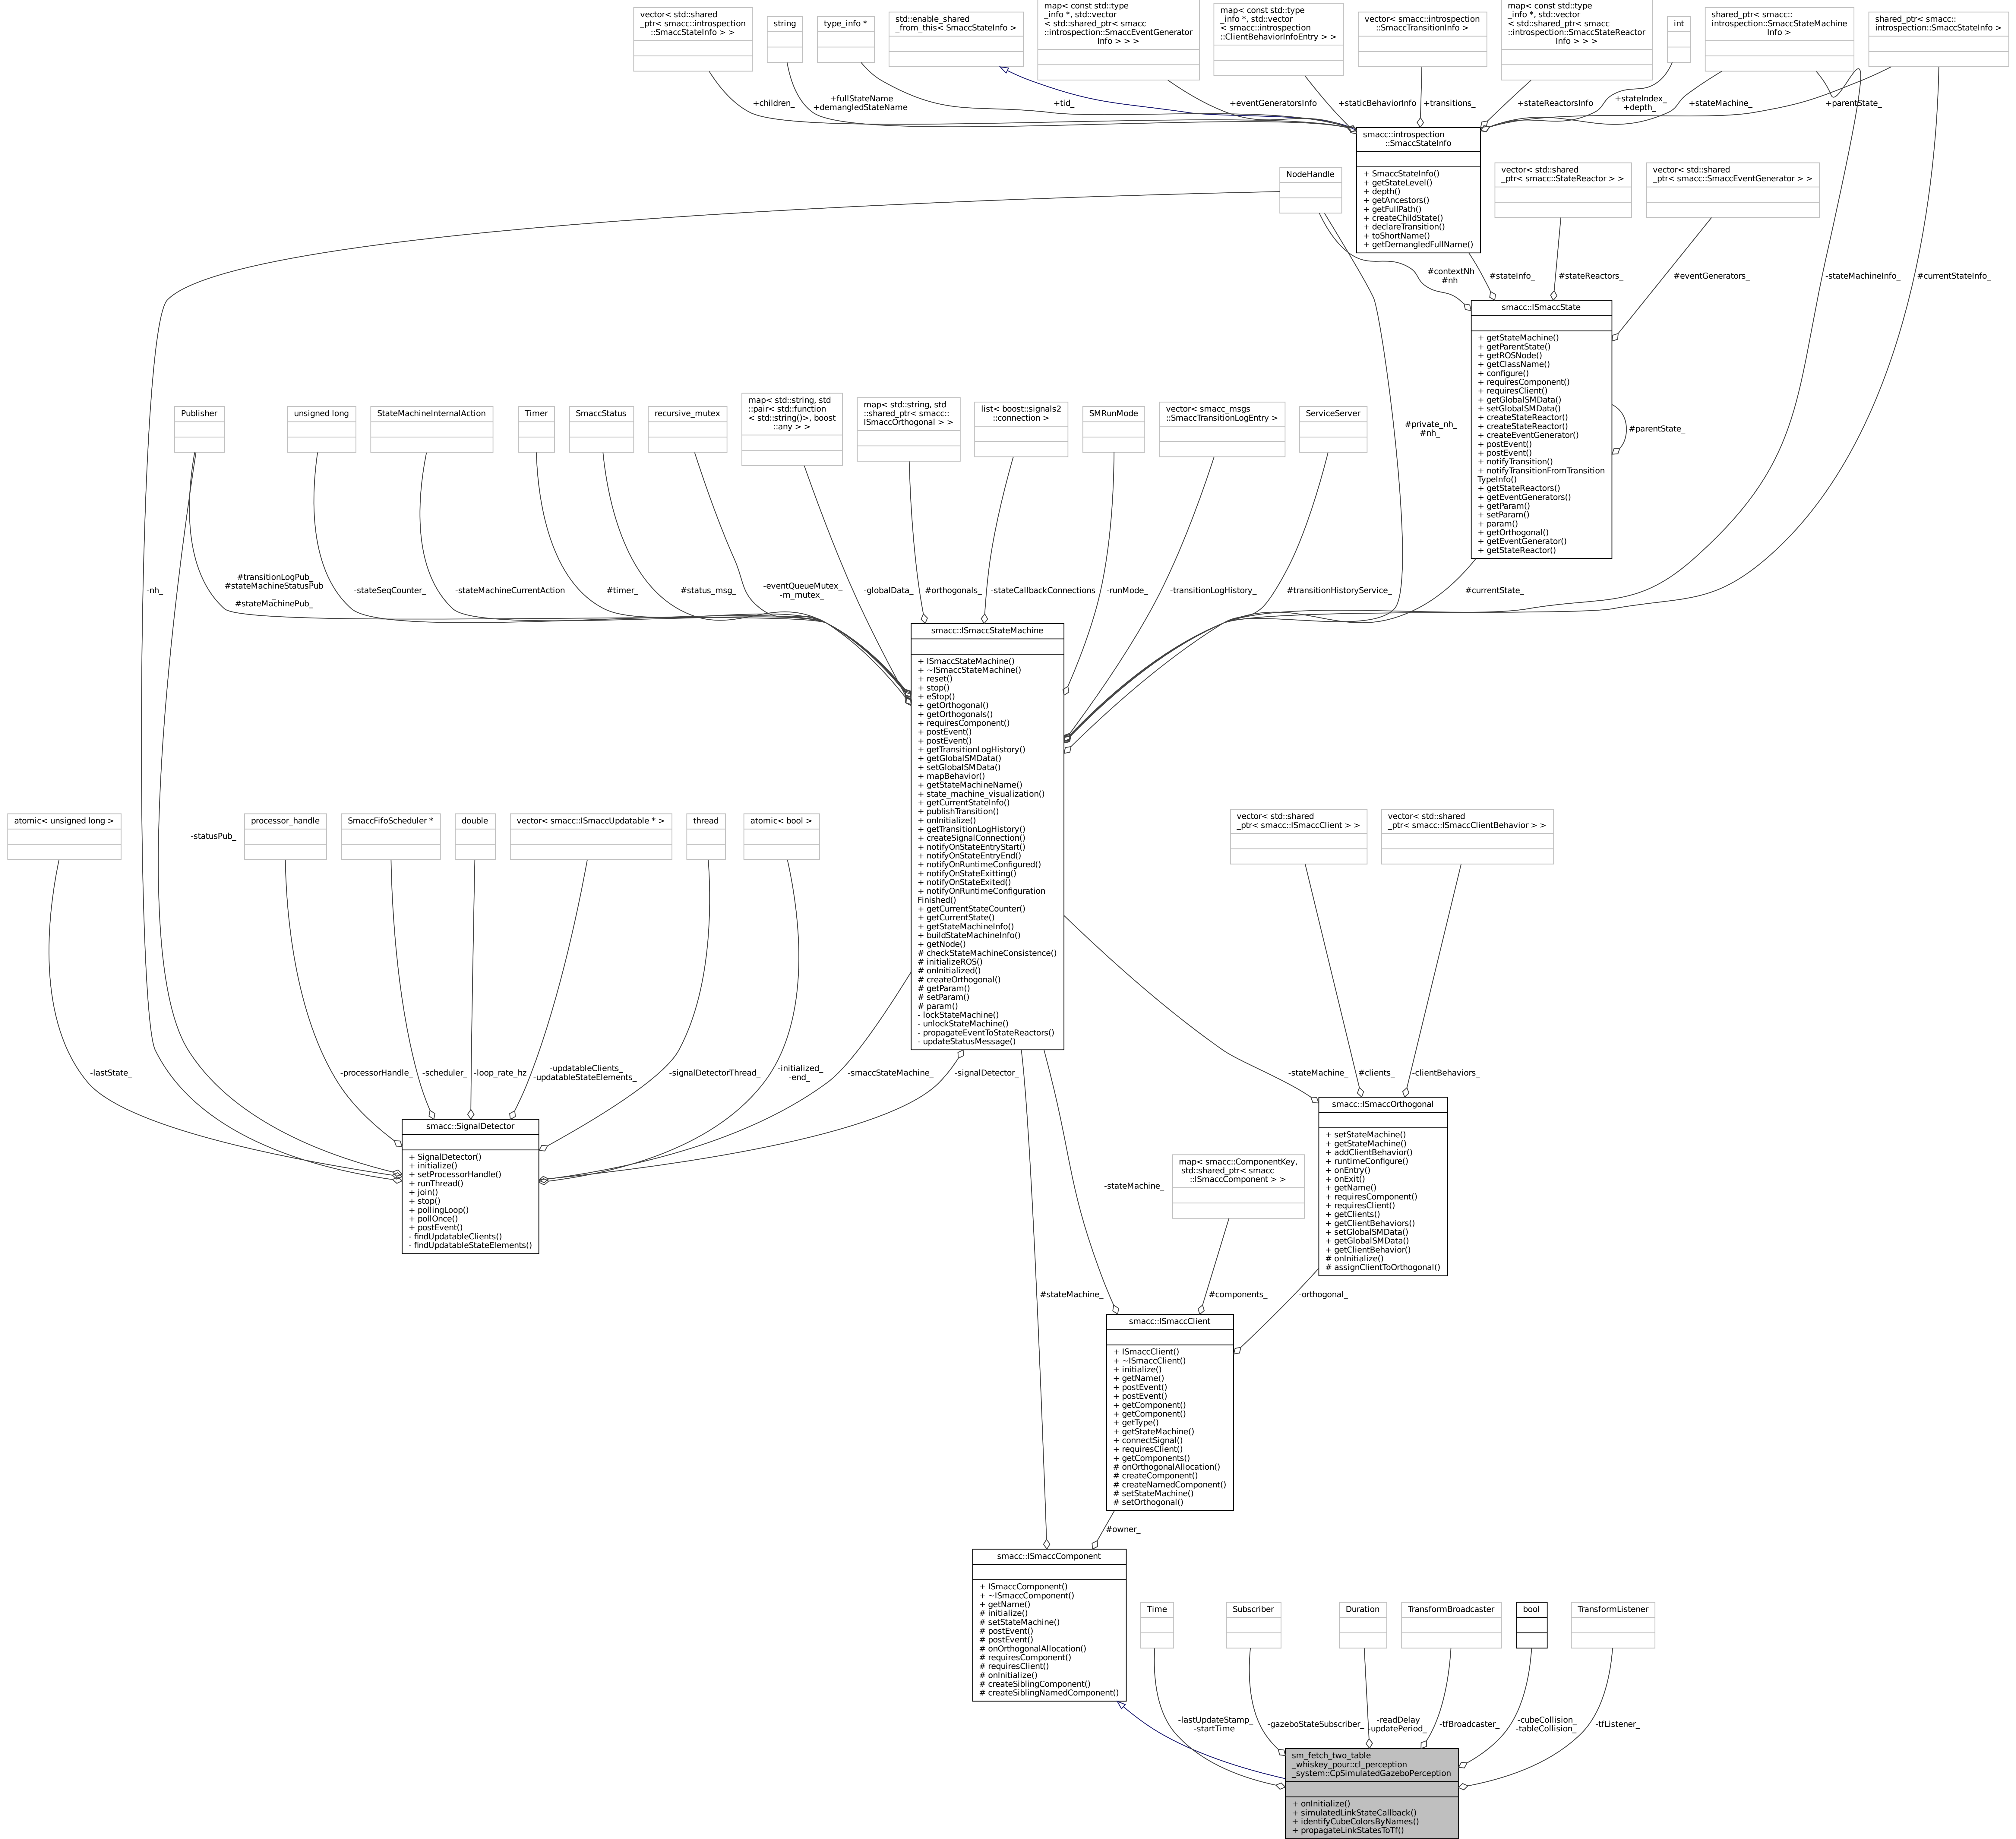 vector< std::shared
_ptr< smacc::introspection
::SmaccStateInfo > >
string
type_info *
std::enable_shared
_from_this< SmaccStateInfo >
map< const std::type
_info *, std::vector
< std::shared_ptr< smacc
::introspection::SmaccEventGenerator
Info > > >
map< const std::type
_info *, std::vector
< smacc::introspection
::ClientBehaviorInfoEntry > >
vector< smacc::introspection
::SmaccTransitionInfo >
map< const std::type
_info *, std::vector
< std::shared_ptr< smacc
::introspection::SmaccStateReactor
Info > > >
int
shared_ptr< smacc::
introspection::SmaccStateMachine
Info >
shared_ptr< smacc::
introspection::SmaccStateInfo >
+children_
+fullStateName
+demangledStateName
+tid_
+eventGeneratorsInfo
+staticBehaviorInfo
+transitions_
+stateReactorsInfo
+stateIndex_
+depth_
+stateMachine_
+parentState_
smacc::introspection
::SmaccStateInfo
+ SmaccStateInfo()
+ getStateLevel()
+ depth()
+ getAncestors()
+ getFullPath()
+ createChildState()
+ declareTransition()
+ toShortName()
+ getDemangledFullName()
NodeHandle
vector< std::shared
_ptr< smacc::StateReactor > >
vector< std::shared
_ptr< smacc::SmaccEventGenerator > >
#contextNh
#nh
#stateInfo_
#stateReactors_
#eventGenerators_
-stateMachineInfo_
#currentStateInfo_
smacc::ISmaccState
+ getStateMachine()
+ getParentState()
+ getROSNode()
+ getClassName()
+ configure()
+ requiresComponent()
+ requiresClient()
+ getGlobalSMData()
+ setGlobalSMData()
+ createStateReactor()
+ createStateReactor()
+ createEventGenerator()
+ postEvent()
+ postEvent()
+ notifyTransition()
+ notifyTransitionFromTransition
TypeInfo()
+ getStateReactors()
+ getEventGenerators()
+ getParam()
+ setParam()
+ param()
+ getOrthogonal()
+ getEventGenerator()
+ getStateReactor()
#parentState_
Publisher
unsigned long
StateMachineInternalAction
Timer
SmaccStatus
recursive_mutex
map< std::string, std
::pair< std::function
< std::string()>, boost
::any > >
map< std::string, std
::shared_ptr< smacc::
ISmaccOrthogonal > >
list< boost::signals2
::connection >
SMRunMode
vector< smacc_msgs
::SmaccTransitionLogEntry >
ServiceServer
#private_nh_
#nh_
-nh_
#transitionLogPub_
#stateMachineStatusPub
_
#stateMachinePub_
-stateSeqCounter_
-stateMachineCurrentAction
#timer_
#status_msg_
-eventQueueMutex_
-m_mutex_
-globalData_
#orthogonals_
-stateCallbackConnections
-runMode_
-transitionLogHistory_
#transitionHistoryService_
#currentState_
smacc::ISmaccStateMachine
+ ISmaccStateMachine()
+ ~ISmaccStateMachine()
+ reset()
+ stop()
+ eStop()
+ getOrthogonal()
+ getOrthogonals()
+ requiresComponent()
+ postEvent()
+ postEvent()
+ getTransitionLogHistory()
+ getGlobalSMData()
+ setGlobalSMData()
+ mapBehavior()
+ getStateMachineName()
+ state_machine_visualization()
+ getCurrentStateInfo()
+ publishTransition()
+ onInitialize()
+ getTransitionLogHistory()
+ createSignalConnection()
+ notifyOnStateEntryStart()
+ notifyOnStateEntryEnd()
+ notifyOnRuntimeConfigured()
+ notifyOnStateExitting()
+ notifyOnStateExited()
+ notifyOnRuntimeConfiguration
Finished()
+ getCurrentStateCounter()
+ getCurrentState()
+ getStateMachineInfo()
+ buildStateMachineInfo()
+ getNode()
# checkStateMachineConsistence()
# initializeROS()
# onInitialized()
# createOrthogonal()
# getParam()
# setParam()
# param()
- lockStateMachine()
- unlockStateMachine()
- propagateEventToStateReactors()
- updateStatusMessage()
atomic< unsigned long >
-statusPub_
processor_handle
SmaccFifoScheduler *
double
vector< smacc::ISmaccUpdatable * >
thread
atomic< bool >
vector< std::shared
_ptr< smacc::ISmaccClient > >
vector< std::shared
_ptr< smacc::ISmaccClientBehavior > >
-lastState_
-processorHandle_
-scheduler_
-loop_rate_hz
-updatableClients_
-updatableStateElements_
-signalDetectorThread_
-initialized_
-end_
-smaccStateMachine_
-signalDetector_
-stateMachine_
#clients_
-clientBehaviors_
smacc::SignalDetector
+ SignalDetector()
+ initialize()
+ setProcessorHandle()
+ runThread()
+ join()
+ stop()
+ pollingLoop()
+ pollOnce()
+ postEvent()
- findUpdatableClients()
- findUpdatableStateElements()
smacc::ISmaccOrthogonal
+ setStateMachine()
+ getStateMachine()
+ addClientBehavior()
+ runtimeConfigure()
+ onEntry()
+ onExit()
+ getName()
+ requiresComponent()
+ requiresClient()
+ getClients()
+ getClientBehaviors()
+ setGlobalSMData()
+ getGlobalSMData()
+ getClientBehavior()
# onInitialize()
# assignClientToOrthogonal()
map< smacc::ComponentKey,
std::shared_ptr< smacc
::ISmaccComponent > >
-stateMachine_
#stateMachine_
#components_
-orthogonal_
smacc::ISmaccClient
+ ISmaccClient()
+ ~ISmaccClient()
+ initialize()
+ getName()
+ postEvent()
+ postEvent()
+ getComponent()
+ getComponent()
+ getType()
+ getStateMachine()
+ connectSignal()
+ requiresClient()
+ getComponents()
# onOrthogonalAllocation()
# createComponent()
# createNamedComponent()
# setStateMachine()
# setOrthogonal()
#owner_
smacc::ISmaccComponent
+ ISmaccComponent()
+ ~ISmaccComponent()
+ getName()
# initialize()
# setStateMachine()
# postEvent()
# postEvent()
# onOrthogonalAllocation()
# requiresComponent()
# requiresClient()
# onInitialize()
# createSiblingComponent()
# createSiblingNamedComponent()
Time
Subscriber
Duration
TransformBroadcaster
bool
TransformListener
-lastUpdateStamp_
-startTime
-gazeboStateSubscriber_
-readDelay
-updatePeriod_
-tfBroadcaster_
-cubeCollision_
-tableCollision_
-tfListener_
sm_fetch_two_table
_whiskey_pour::cl_perception
_system::CpSimulatedGazeboPerception
+ onInitialize()
+ simulatedLinkStateCallback()
+ identifyCubeColorsByNames()
+ propagateLinkStatesToTf()